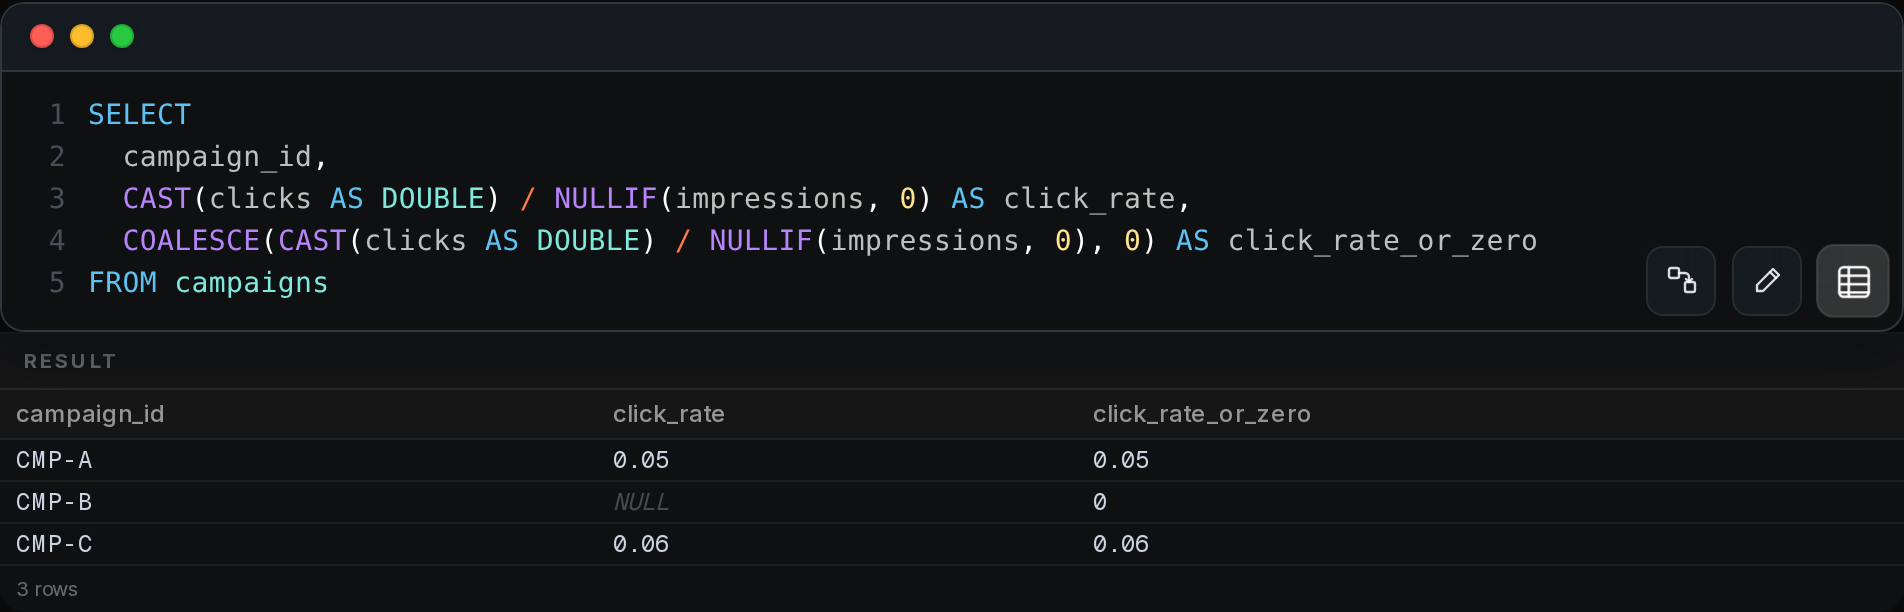 1 SELECT
2   campaign_id,
3   CAST(clicks AS DOUBLE) / NULLIF(impressions, 0) AS click_rate,
4   COALESCE(CAST(clicks AS DOUBLE) / NULLIF(impressions, 0), 0) AS click_rate_or_zero
5 FROM campaigns
RESULT
campaign_id click_rate click_rate_or_zero
CMP-A 0.05 0.05
CMP-B NULL 0
CMP-C 0.06 0.06
3 rows